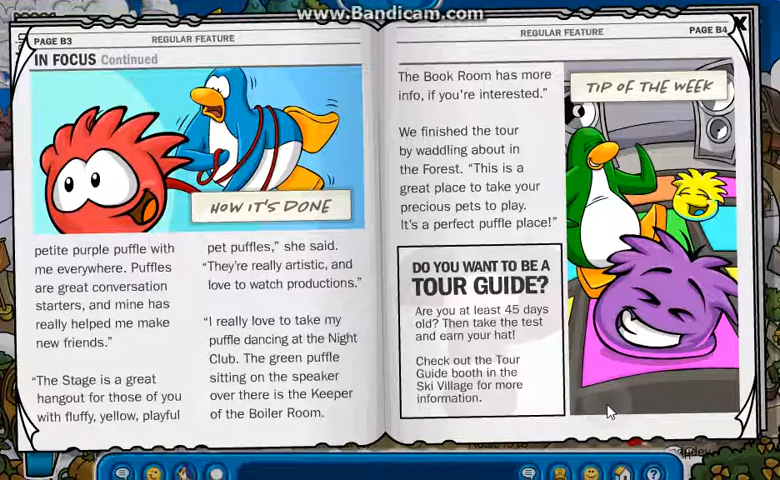 www.Bandicam.com
PAGE B3
REGULAR FEATURE
IN FOCUS Continued
HOW IT'S DONE
petite purple puffle with
me everywhere. Puffles
are great conversation
starters, and mine has
really helped me make
new friends."
"The Stage is a great
hangout for those of you
with fluffy, yellow, playful
pet puffles," she said.
"They're really artistic, and
love to watch productions."
"I really love to take my
puffle dancing at the Night
Club. The green puffle
sitting on the speaker
over there is the Keeper
of the Boiler Room.
REGULAR FEATURE
PAGE B4
The Book Room has more
info, if you're interested."
We finished the tour
by waddling about in
the Forest. "This is a
great place to take your
precious pets to play.
It's a perfect puffle place!"
DO YOU WANT TO BE A
TOUR GUIDE?
Are you at least 45 days
old? Then take the test
and earn your hat!
Check out the Tour
Guide booth in the
Ski Village for more
information.
TIP OF THE WEEK